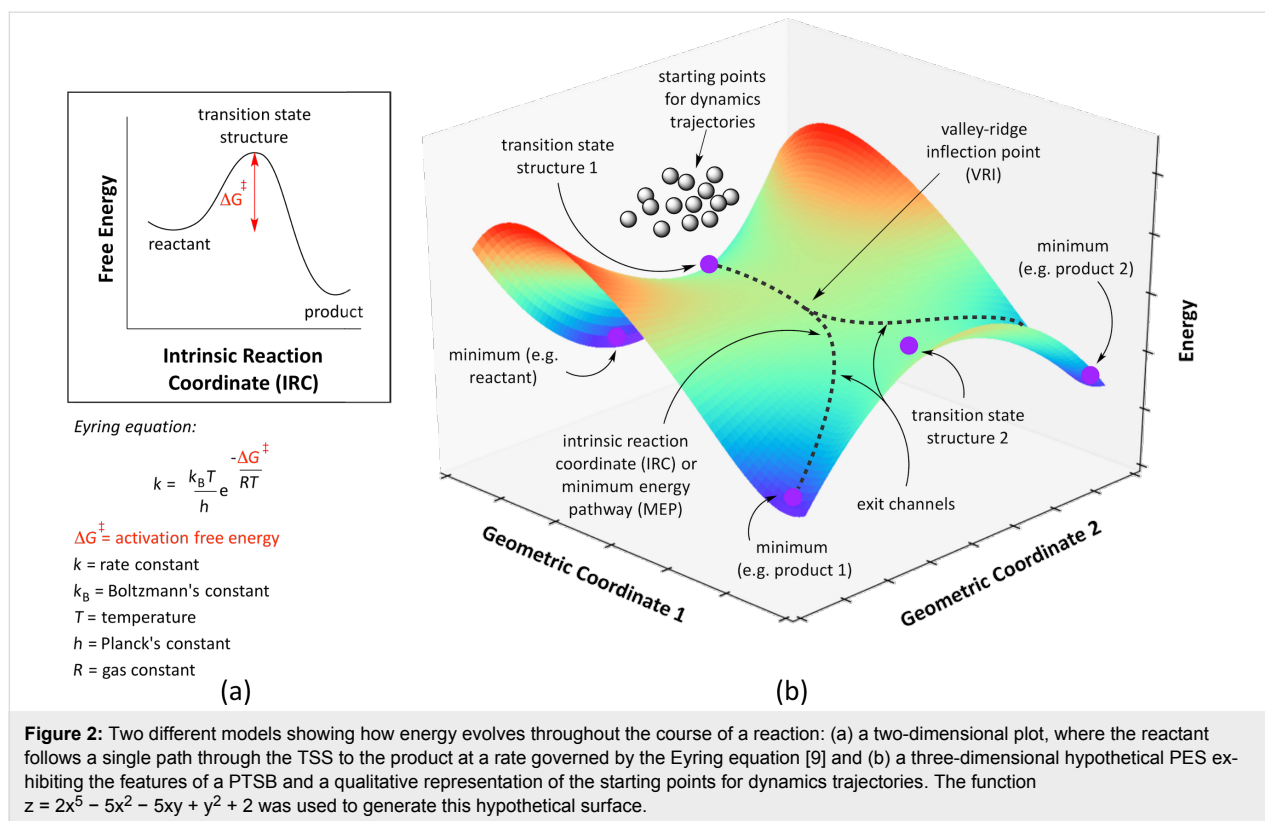 transition state
structure
ΔG‡
reactant
product
Free Energy
Intrinsic Reaction
Coordinate (IRC)
Eyring equation:
k = kBT/h e -ΔG‡/RT
ΔG‡= activation free energy
k = rate constant
kB = Boltzmann's constant
T = temperature
h = Planck's constant
R = gas constant
(a)
starting points
for dynamics
trajectories
transition state
structure 1
valley-ridge
inflection point
(VRI)
minimum
(e.g. product 2)
minimum (e.g.
reactant)
Energy
transition state
structure 2
intrinsic reaction
coordinate (IRC) or
minimum energy
pathway (MEP)
exit channels
minimum
(e.g. product 1)
Geometric Coordinate 1
Geometric Coordinate 2
(b)
Figure 2: Two different models showing how energy evolves throughout the course of a reaction: (a) a two-dimensional plot, where the reactant
follows a single path through the TSS to the product at a rate governed by the Eyring equation [9] and (b) a three-dimensional hypothetical PES ex-
hibiting the features of a PTSB and a qualitative representation of the starting points for dynamics trajectories. The function
z = 2x⁵ − 5x² − 5xy + y² + 2 was used to generate this hypothetical surface.